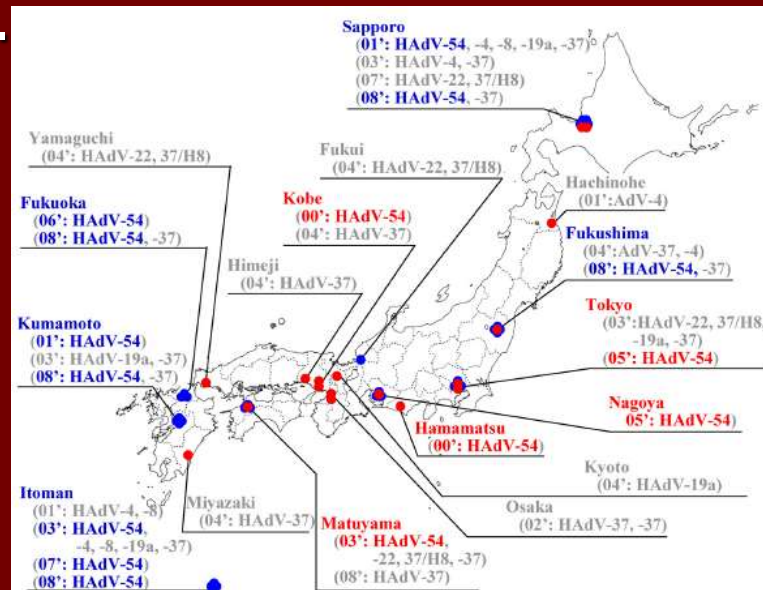 Sapporo
(01': HAdV-54, -4, -8, -19a, -37)
(03': HAdV-4, -37)
(07': HAdV-22, 37/H8)
(08': HAdV-54, -37)
Yamaguchi
(04': HAdV-22, 37/H8)
Fukui
(04': HAdV-22, 37/H8)
Hachinohe
(01':AdV-4)
Fukuoka
(06': HAdV-54)
(08': HAdV-54, -37)
Kobe
(00': HAdV-54)
(04': HAdV-37)
Fukushima
(04':AdV-37, -4)
(08': HAdV-54, -37)
Himeji
(04': HAdV-37)
Tokyo
(03':HAdV-22, 37/H8,
-19a, -37)
(05': HAdV-54)
Kumamoto
(01': HAdV-54)
(03': HAdV-19a, -37)
(08': HAdV-54, -37)
Nagoya
05': HAdV-54)
Hamamatsu
(00': HAdV-54)
Kyoto
(04': HAdV-19a)
Itoman
(01': HAdV-4, -8)
(03': HAdV-54,
-4, -8, -19a, -37)
(07': HAdV-54)
(08': HAdV-54)
Miyazaki
(04': HAdV-37)
Matuyama
(03': HAdV-54,
-22, 37/H8, -37)
(08': HAdV-37)
Osaka
(02': HAdV-37, -37)